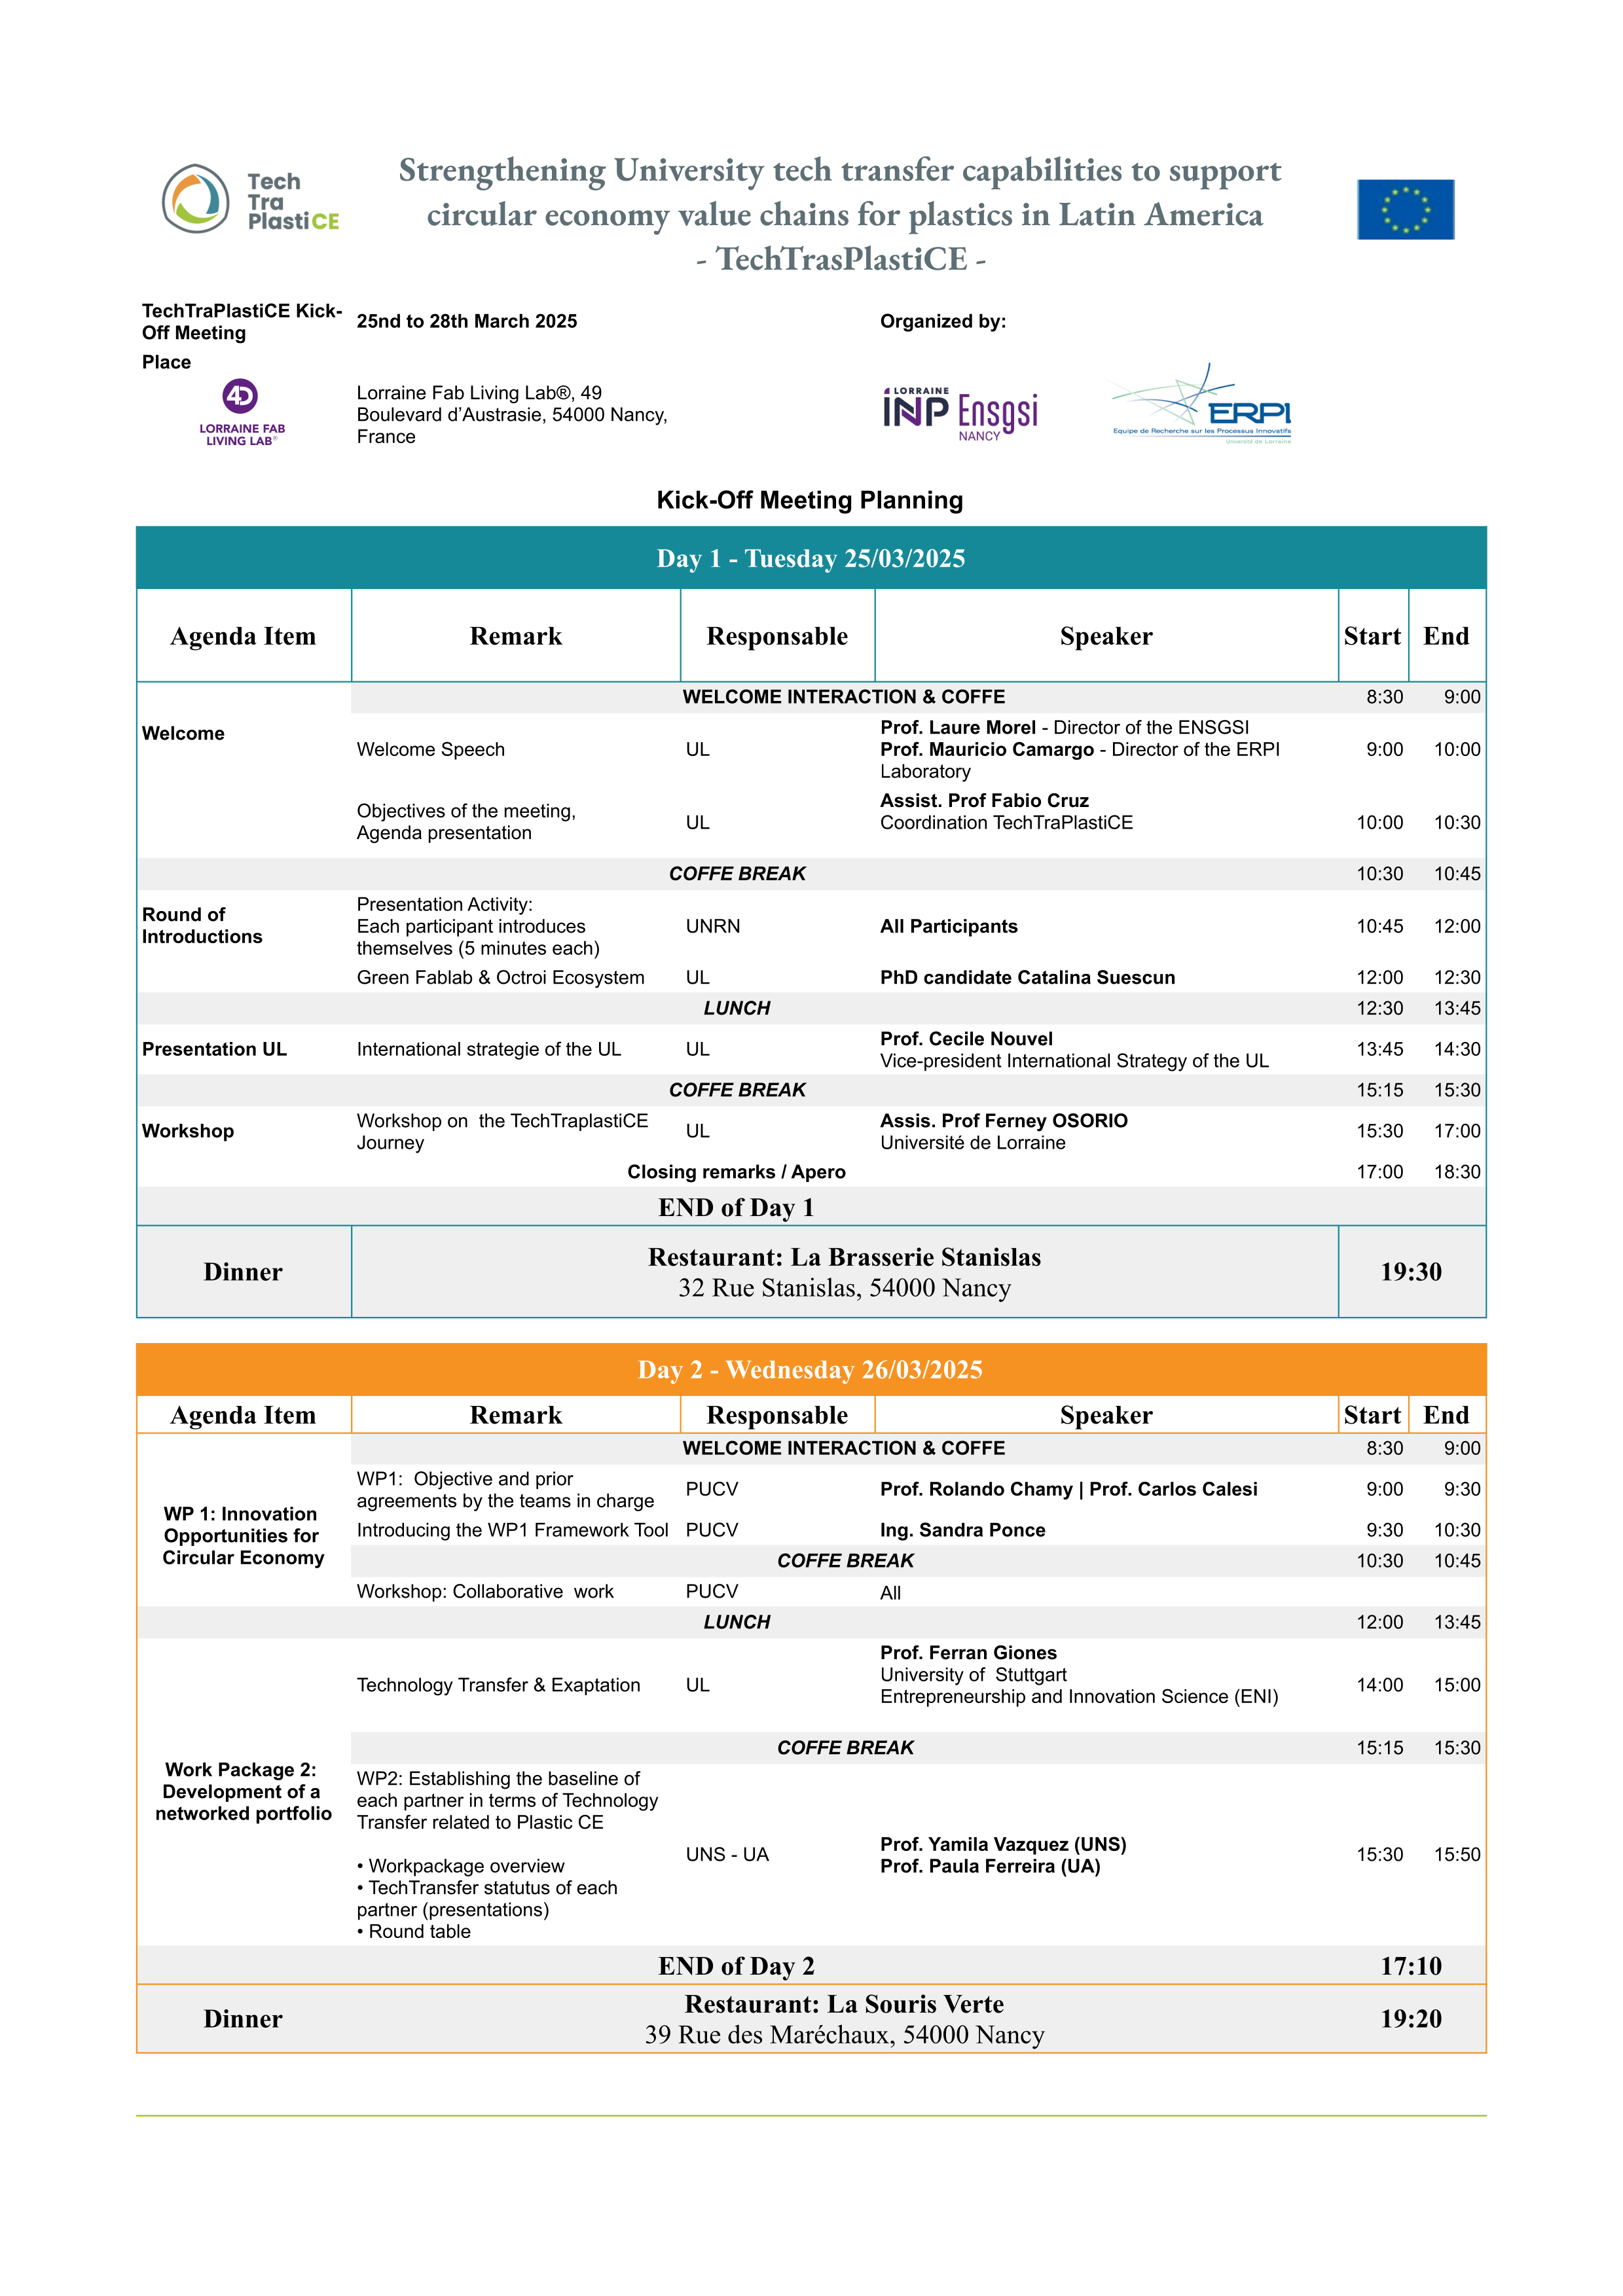 Tech
Tra
PlastiCE
Strengthening University tech transfer capabilities to support
circular economy value chains for plastics in Latin America
- TechTrasPlastiCE -
TechTraPlastiCE Kick-
Off Meeting
25nd to 28th March 2025
Organized by:
Place
4D
LORRAINE FAB
LIVING LAB®
Lorraine Fab Living Lab®, 49
Boulevard d'Austrasie, 54000 Nancy,
France
LORRAINE
INP Ensgsi
NANCY
ERPI
Equipe de Recherche sur les Processus Innovatifs
Université de Lorraine
Kick-Off Meeting Planning
Day 1 - Tuesday 25/03/2025
Agenda Item Remark Responsable Speaker Start End
WELCOME INTERACTION & COFFE 8:30 9:00
Welcome
Welcome Speech UL
Prof. Laure Morel - Director of the ENSGSI
Prof. Mauricio Camargo - Director of the ERPI
Laboratory
9:00 10:00
Objectives of the meeting,
Agenda presentation
UL
Assist. Prof Fabio Cruz
Coordination TechTraPlastiCE
10:00 10:30
COFFE BREAK 10:30 10:45
Round of
Introductions
Presentation Activity:
Each participant introduces
themselves (5 minutes each)
UNRN All Participants 10:45 12:00
Green Fablab & Octroi Ecosystem UL PhD candidate Catalina Suescun 12:00 12:30
LUNCH 12:30 13:45
Presentation UL International strategie of the UL UL
Prof. Cecile Nouvel
Vice-president International Strategy of the UL
13:45 14:30
COFFE BREAK 15:15 15:30
Workshop
Workshop on  the TechTraplastiCE
Journey
UL
Assis. Prof Ferney OSORIO
Université de Lorraine
15:30 17:00
Closing remarks / Apero 17:00 18:30
END of Day 1
Dinner
Restaurant: La Brasserie Stanislas
32 Rue Stanislas, 54000 Nancy
19:30
Day 2 - Wednesday 26/03/2025
Agenda Item Remark Responsable Speaker Start End
WELCOME INTERACTION & COFFE 8:30 9:00
WP 1: Innovation
Opportunities for
Circular Economy
WP1:  Objective and prior
agreements by the teams in charge
PUCV Prof. Rolando Chamy | Prof. Carlos Calesi 9:00 9:30
Introducing the WP1 Framework Tool PUCV Ing. Sandra Ponce 9:30 10:30
COFFE BREAK 10:30 10:45
Workshop: Collaborative  work PUCV All
LUNCH 12:00 13:45
Work Package 2:
Development of a
networked portfolio
Technology Transfer & Exaptation UL
Prof. Ferran Giones
University of  Stuttgart
Entrepreneurship and Innovation Science (ENI)
14:00 15:00
COFFE BREAK 15:15 15:30
WP2: Establishing the baseline of
each partner in terms of Technology
Transfer related to Plastic CE
• Workpackage overview
• TechTransfer statutus of each
partner (presentations)
• Round table
UNS - UA
Prof. Yamila Vazquez (UNS)
Prof. Paula Ferreira (UA)
15:30 15:50
END of Day 2 17:10
Dinner
Restaurant: La Souris Verte
39 Rue des Maréchaux, 54000 Nancy
19:20